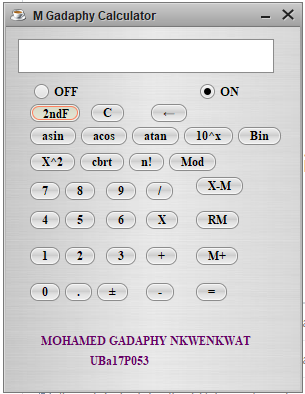 M Gadaphy Calculator
OFF ON
2ndF C ←
asin acos atan 10^x Bin
X^2 cbrt n! Mod
7 8 9 / X-M
4 5 6 X RM
1 2 3 + M+
0 . ± - =
MOHAMED GADAPHY NKWENKWAT
UBa17P053